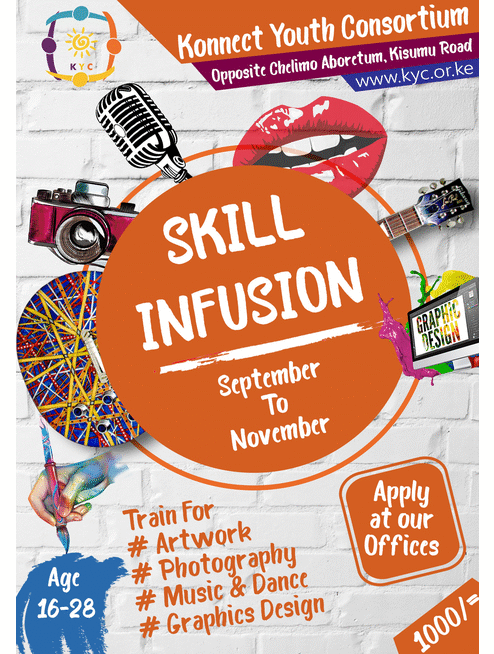 KYC
Konnect Youth Consortium
Opposite Chelimo Aboretum, Kisumu Road
www.kyc.or.ke
SKILL
INFUSION
September
To
November
GRAPHIC
DESIGN
Train For
# Artwork
# Photography
# Music & Dance
# Graphics Design
Apply
at our
Offices
Age
16-28
1000/=